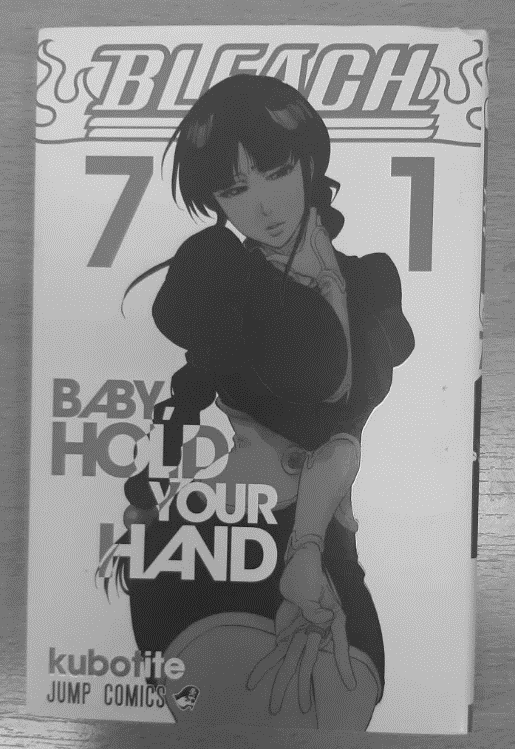 BLEACH
7 1
BABY,
HOLD
YOUR
HAND
kubotite
JUMP COMICS